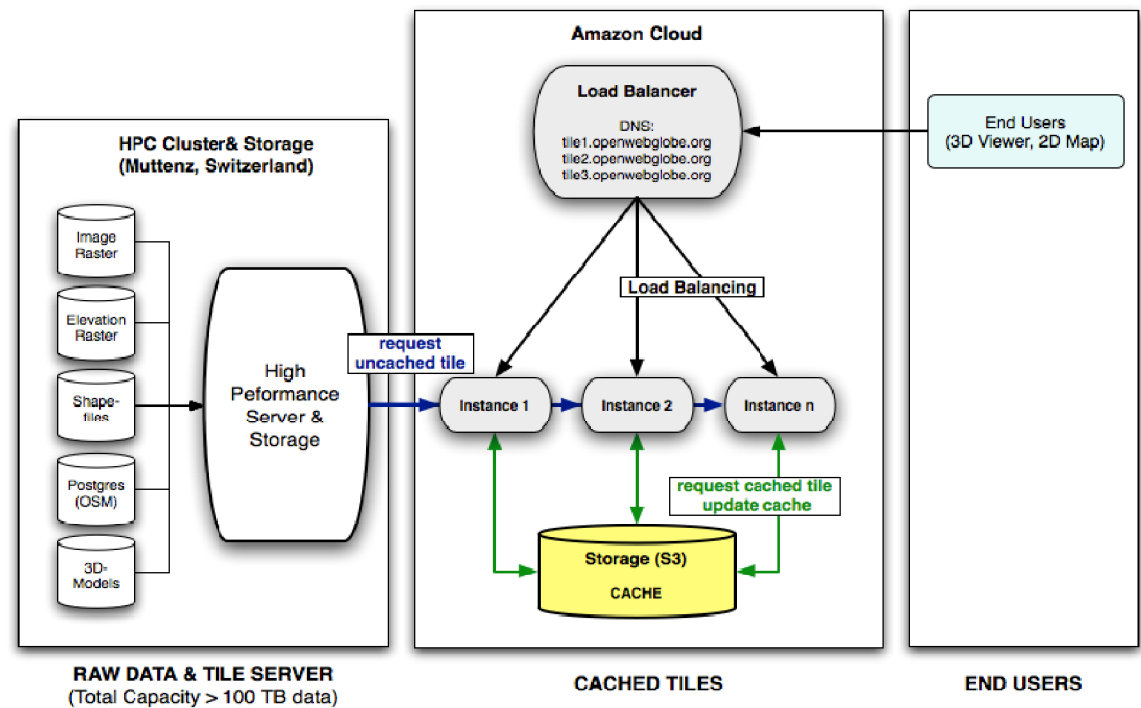 HPC Cluster& Storage
(Muttenz, Switzerland)
Image
Raster
Elevation
Raster
Shape-
files
Postgres
(OSM)
3D-
Models
High
Peformance
Server &
Storage
RAW DATA & TILE SERVER
(Total Capacity > 100 TB data)
request
uncached tile
Amazon Cloud
Load Balancer
DNS:
tile1.openwebglobe.org
tile2.openwebglobe.org
tile3.openwebglobe.org
Load Balancing
Instance 1
Instance 2
Instance n
request cached tile
update cache
Storage (S3)
CACHE
CACHED TILES
End Users
(3D Viewer, 2D Map)
END USERS